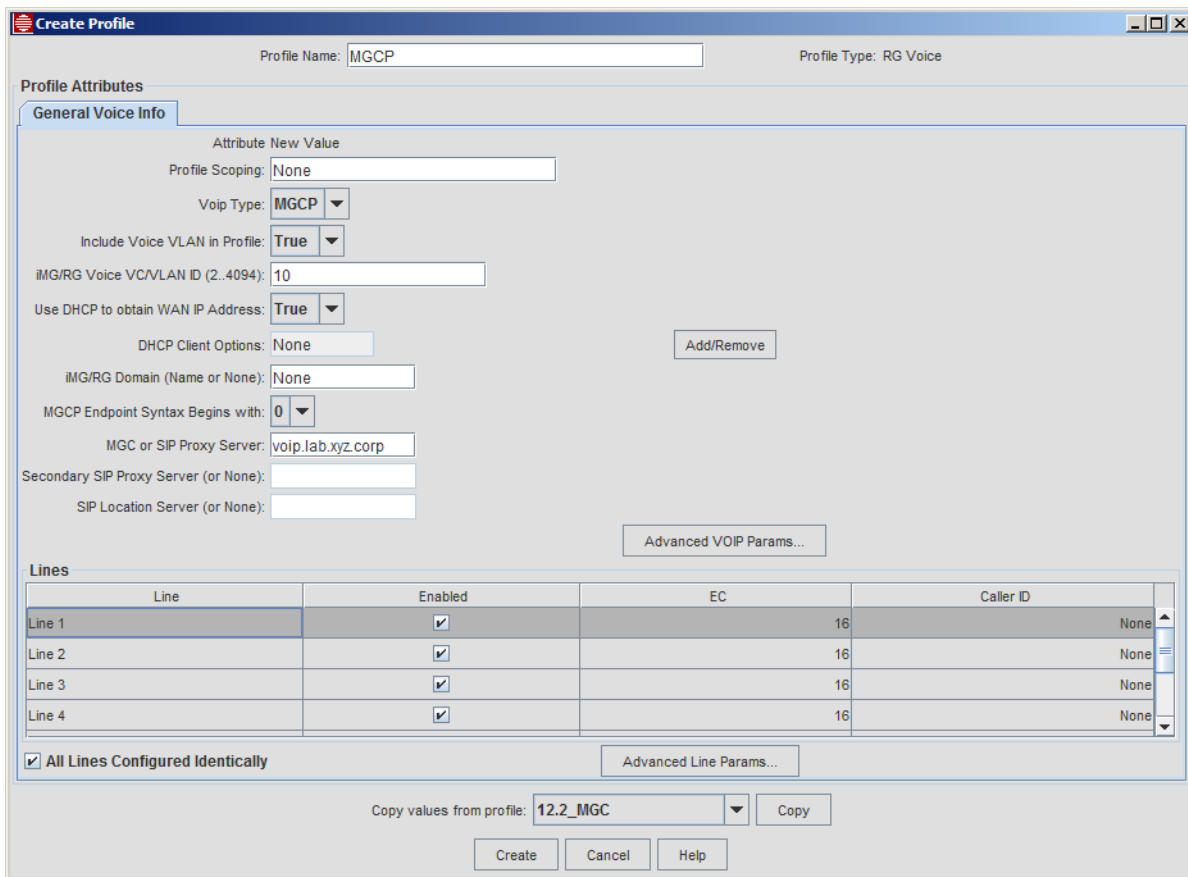 Create Profile
Profile Name: MGCP Profile Type: RG Voice
Profile Attributes
General Voice Info
Attribute New Value
Profile Scoping: None
Voip Type: MGCP
Include Voice VLAN in Profile: True
iMG/RG Voice VC/VLAN ID (2..4094): 10
Use DHCP to obtain WAN IP Address: True
DHCP Client Options: None Add/Remove
iMG/RG Domain (Name or None): None
MGCP Endpoint Syntax Begins with: 0
MGC or SIP Proxy Server: voip.lab.xyz.corp
Secondary SIP Proxy Server (or None):
SIP Location Server (or None):
Advanced VOIP Params...
Lines
Line Enabled EC Caller ID
Line 1 16 None
Line 2 16 None
Line 3 16 None
Line 4 16 None
All Lines Configured Identically Advanced Line Params...
Copy values from profile: 12.2_MGC Copy
Create Cancel Help